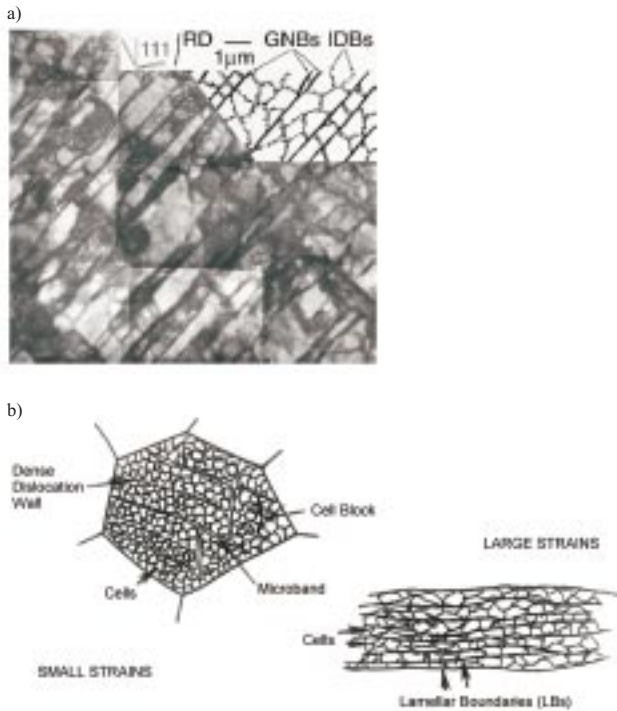 a)
|111| RD — GNBs IDBs
1μm
b)
Dense
Dislocation
Wall
Cell Block
LARGE STRAINS
Cells
Microband
Cells
SMALL STRAINS
Lamellar Boundaries (LBs)